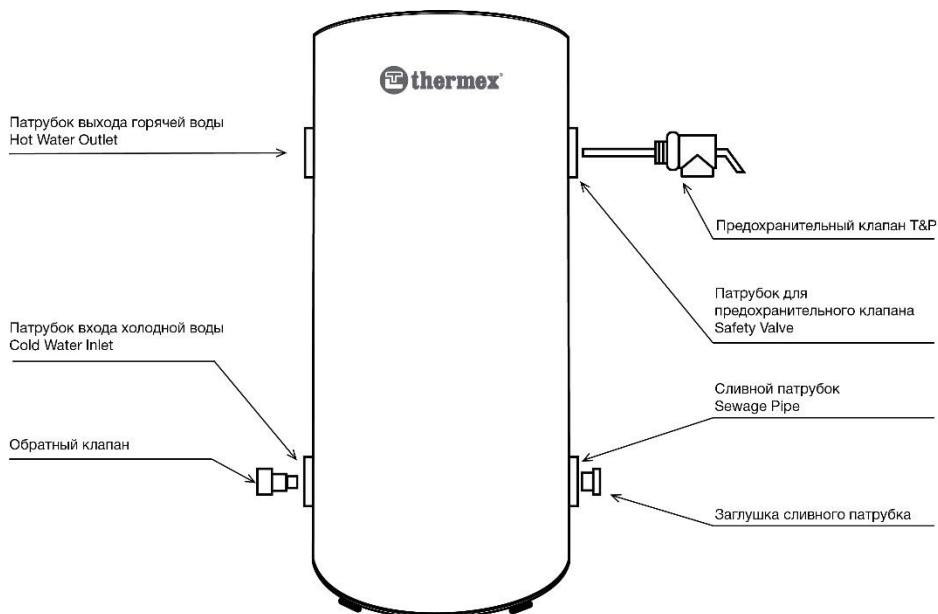 thermex®
Патрубок выхода горячей воды
Hot Water Outlet
Предохранительный клапан T&P
Патрубок для
предохранительного клапана
Safety Valve
Патрубок входа холодной воды
Cold Water Inlet
Сливной патрубок
Sewage Pipe
Обратный клапан
Заглушка сливного патрубка